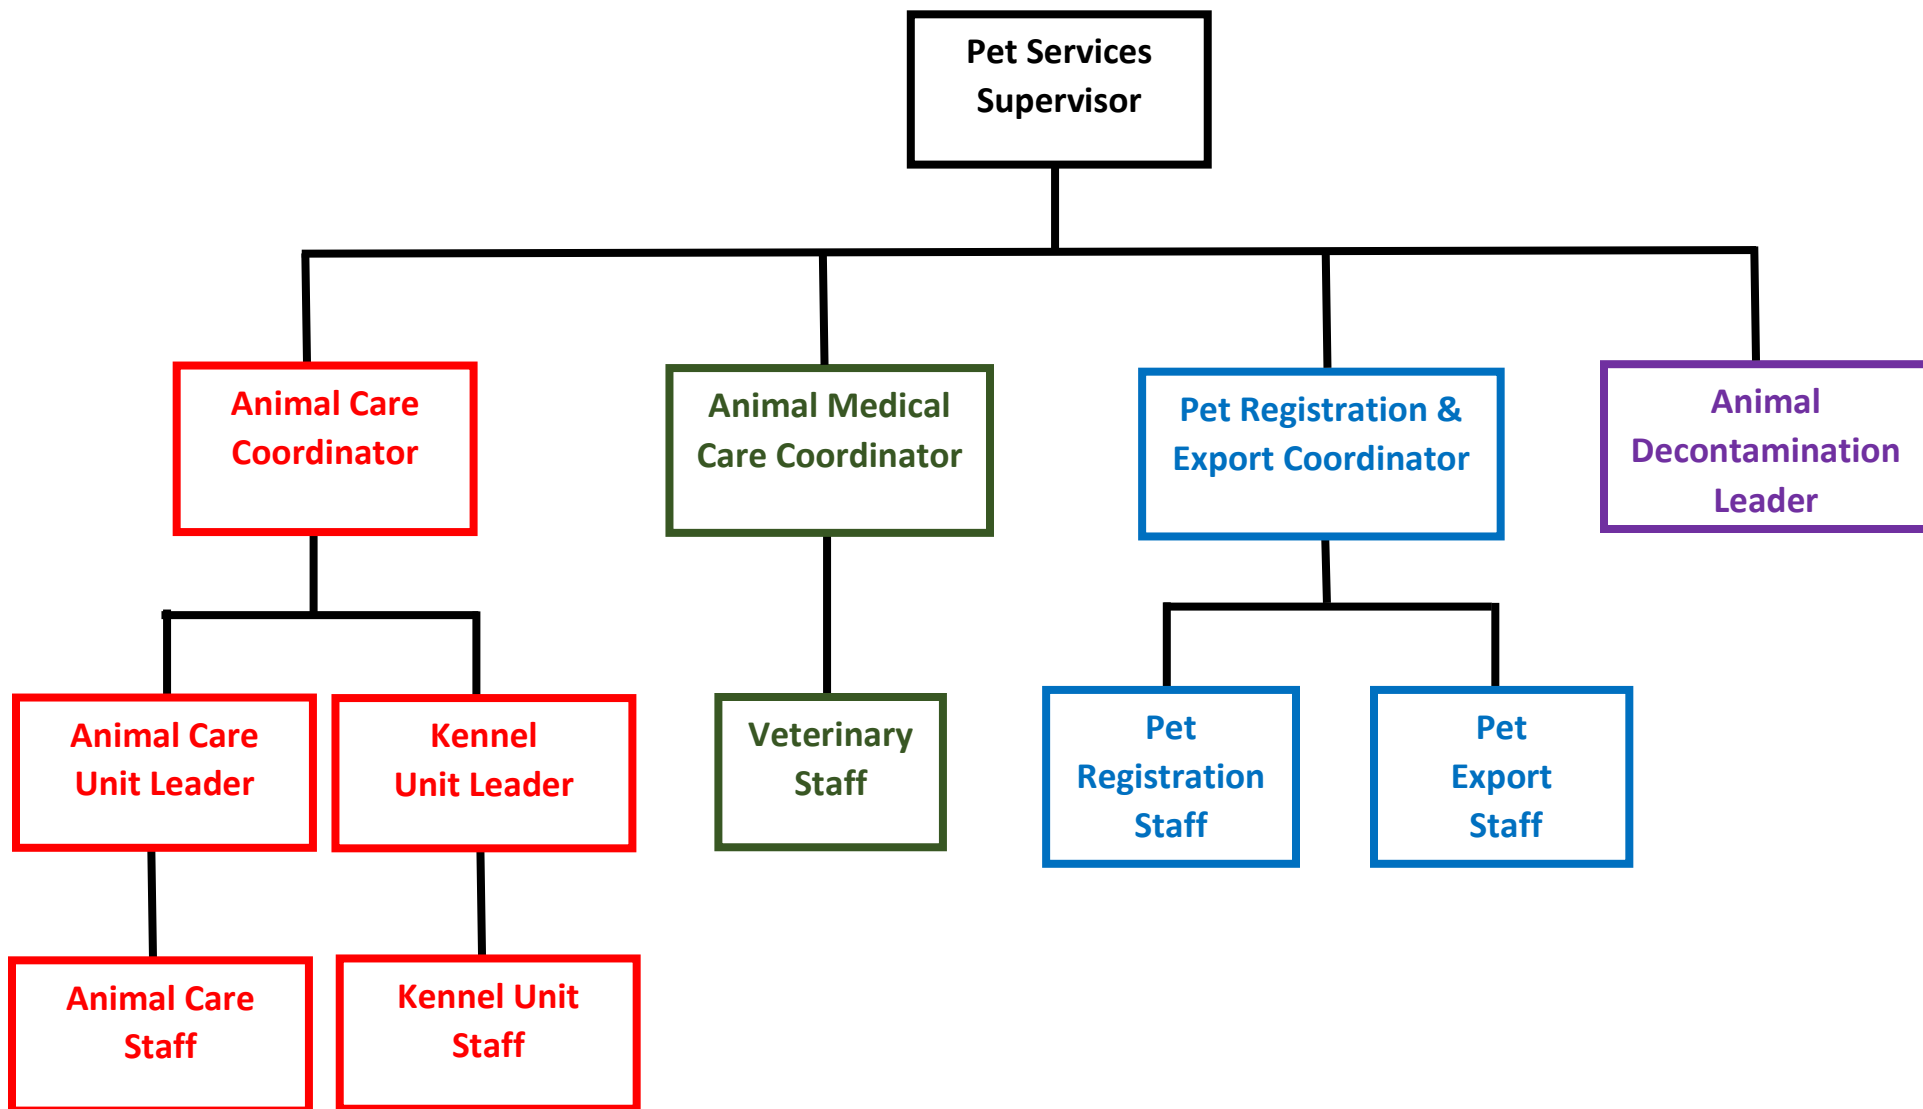 Pet Services
Supervisor
Animal Care
Coordinator
Animal Medical
Care Coordinator
Pet Registration &
Export Coordinator
Animal
Decontamination
Leader
Animal Care
Unit Leader
Kennel
Unit Leader
Veterinary
Staff
Pet
Registration
Staff
Pet
Export
Staff
Animal Care
Staff
Kennel Unit
Staff